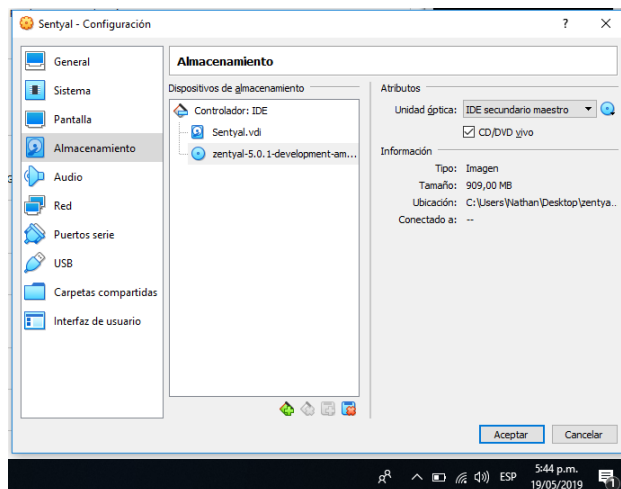 Sentyal - Configuración
General
Sistema
Pantalla
Almacenamiento
Audio
Red
Puertos serie
USB
Carpetas compartidas
Interfaz de usuario
Almacenamiento
Dispositivos de almacenamiento
Controlador: IDE
Sentyal.vdi
zentyal-5.0.1-development-am...
Atributos
Unidad óptica: IDE secundario maestro
CD/DVD vivo
Información
Tipo: Imagen
Tamaño: 909,00 MB
Ubicación: C:\Users\Nathan\Desktop\zentya..
Conectado a: --
Aceptar Cancelar
ESP 5:44 p.m.
19/05/2019 1